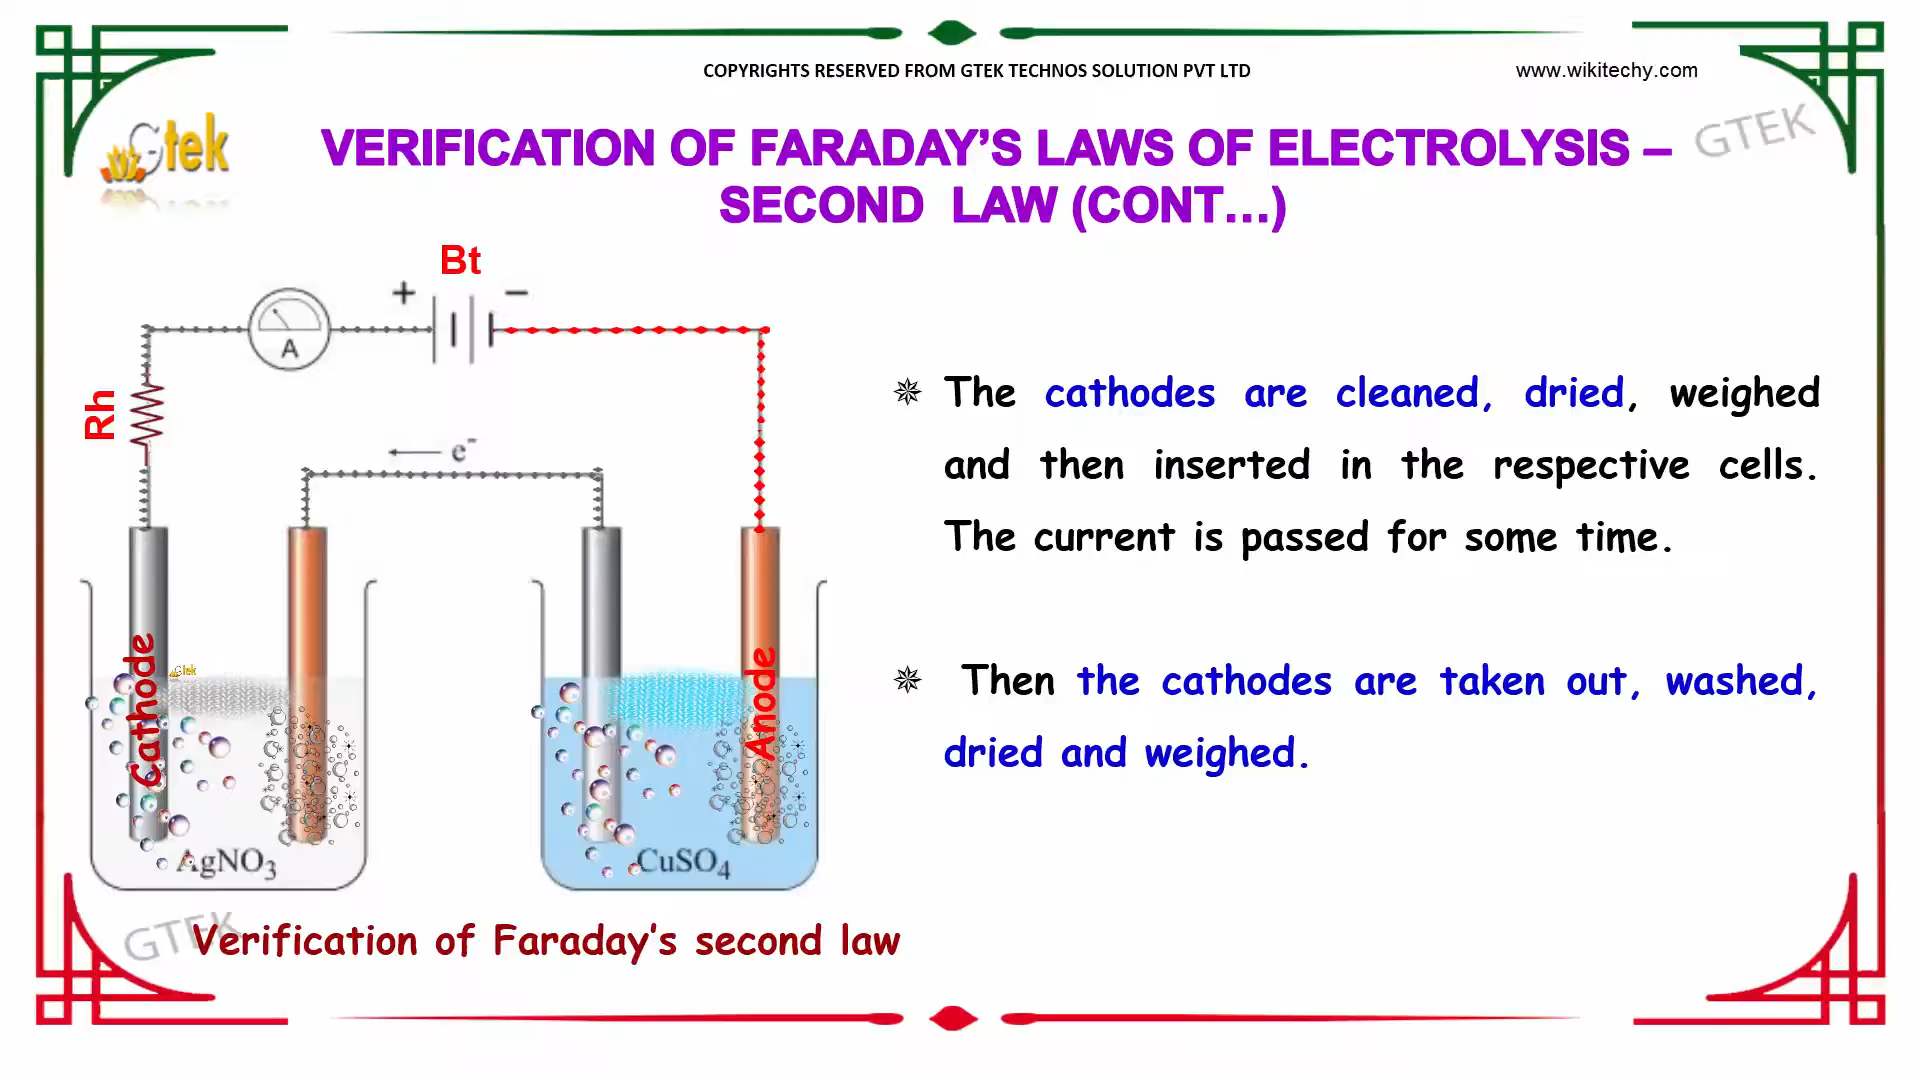 COPYRIGHTS RESERVED FROM GTEK TECHNOS SOLUTION PVT LTD
www.wikitechy.com
Gtek
GTEK
VERIFICATION OF FARADAY’S LAWS OF ELECTROLYSIS –
SECOND LAW (CONT…)
Bt
+ −
A
Rh
← e⁻
The cathodes are cleaned, dried, weighed
and then inserted in the respective cells.
The current is passed for some time.
Cathode
Gtek
Anode
Then the cathodes are taken out, washed,
dried and weighed.
AgNO₃
CuSO₄
GTEK
Verification of Faraday’s second law